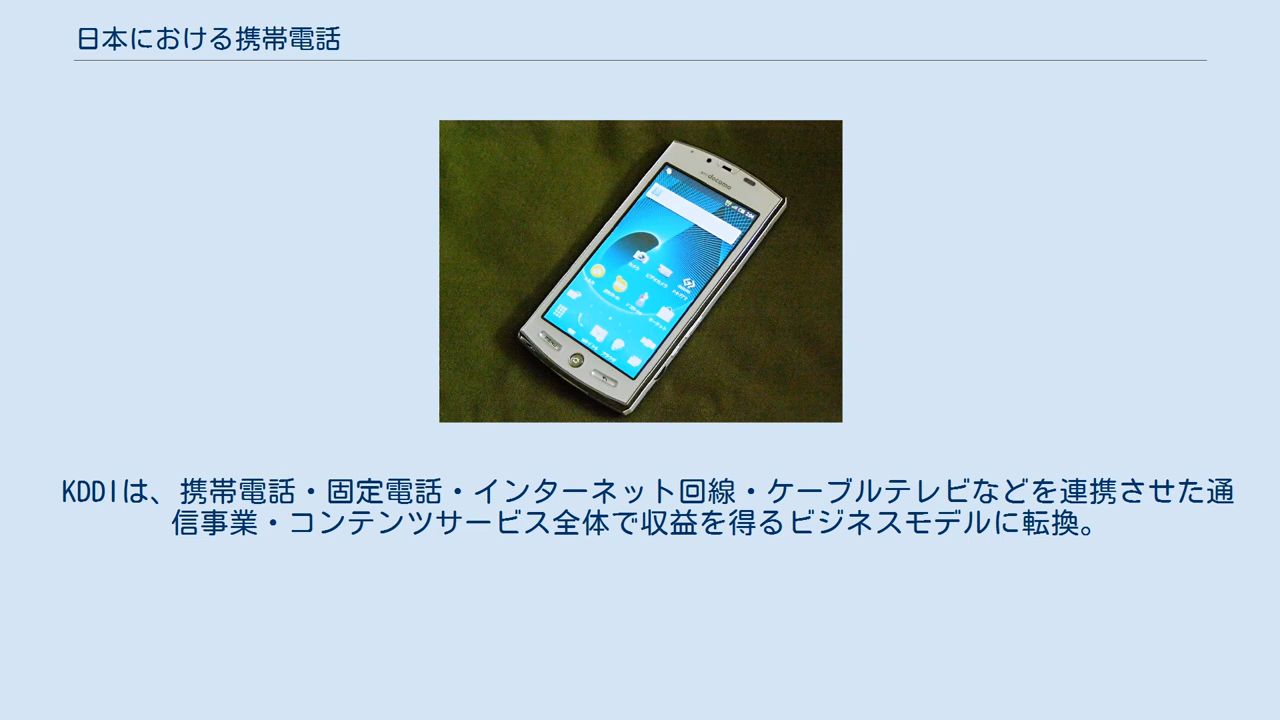 日本における携帯電話
docomo
KDDIは、携帯電話・固定電話・インターネット回線・ケーブルテレビなどを連携させた通
信事業・コンテンツサービス全体で収益を得るビジネスモデルに転換。